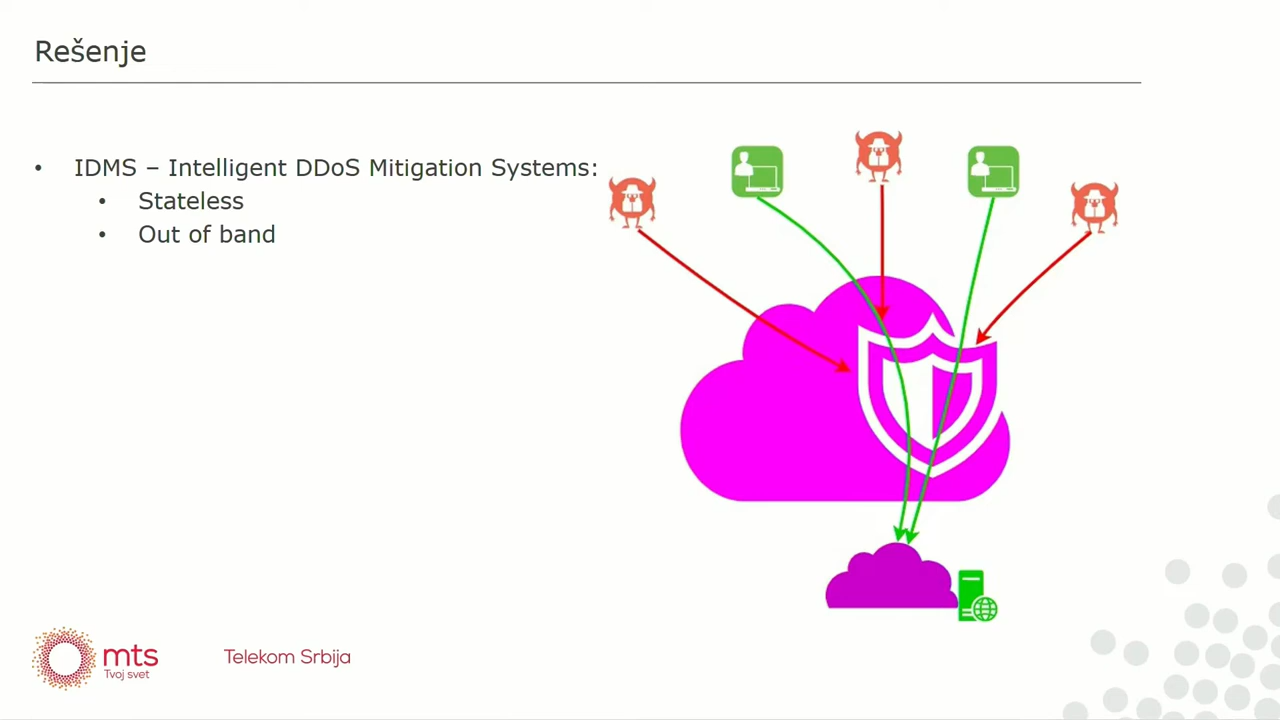 Rešenje
• IDMS – Intelligent DDoS Mitigation Systems:
• Stateless
• Out of band
mts
Tvoj svet
Telekom Srbija